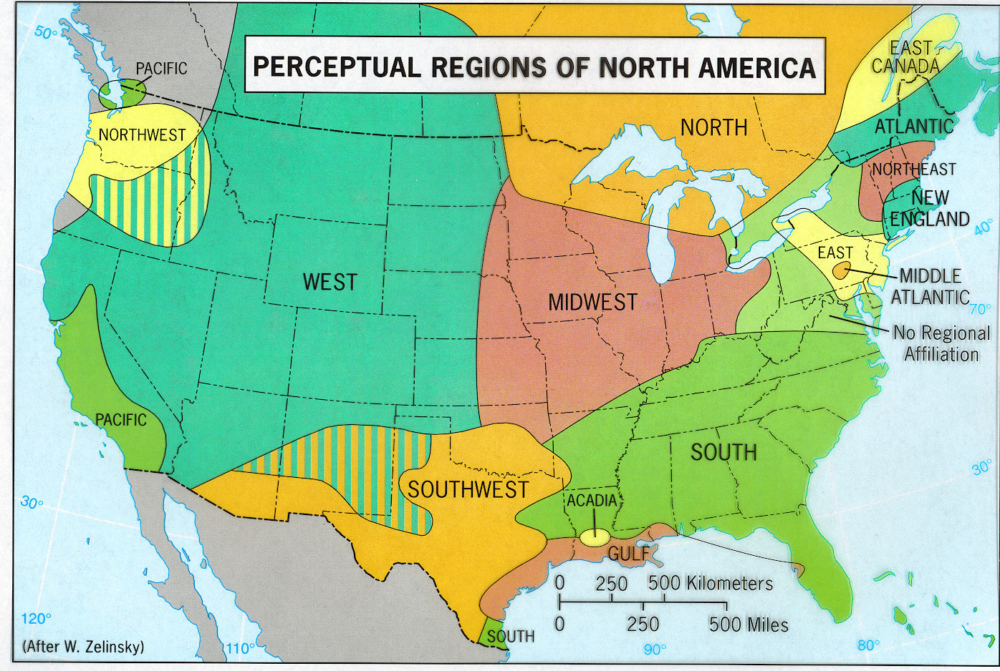 PERCEPTUAL REGIONS OF NORTH AMERICA
50°
PACIFIC
EAST
CANADA
NORTHWEST
NORTH
ATLANTIC
NORTHEAST
NEW
ENGLAND
40°
EAST
WEST
MIDDLE
ATLANTIC
MIDWEST
70°
No Regional
Affiliation
PACIFIC
SOUTH
30°
SOUTHWEST
ACADIA
30°
GULF
0 250 500 Kilometers
0 250 500 Miles
120°
SOUTH
(After W. Zelinsky)
110°
90°
80°